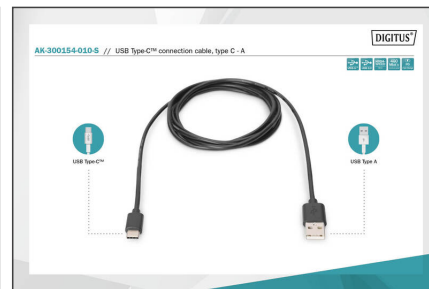 DIGITUS®
AK-300154-010-S // USB Type-C™ connection cable, type C - A
USB Type-C™
USB Type A